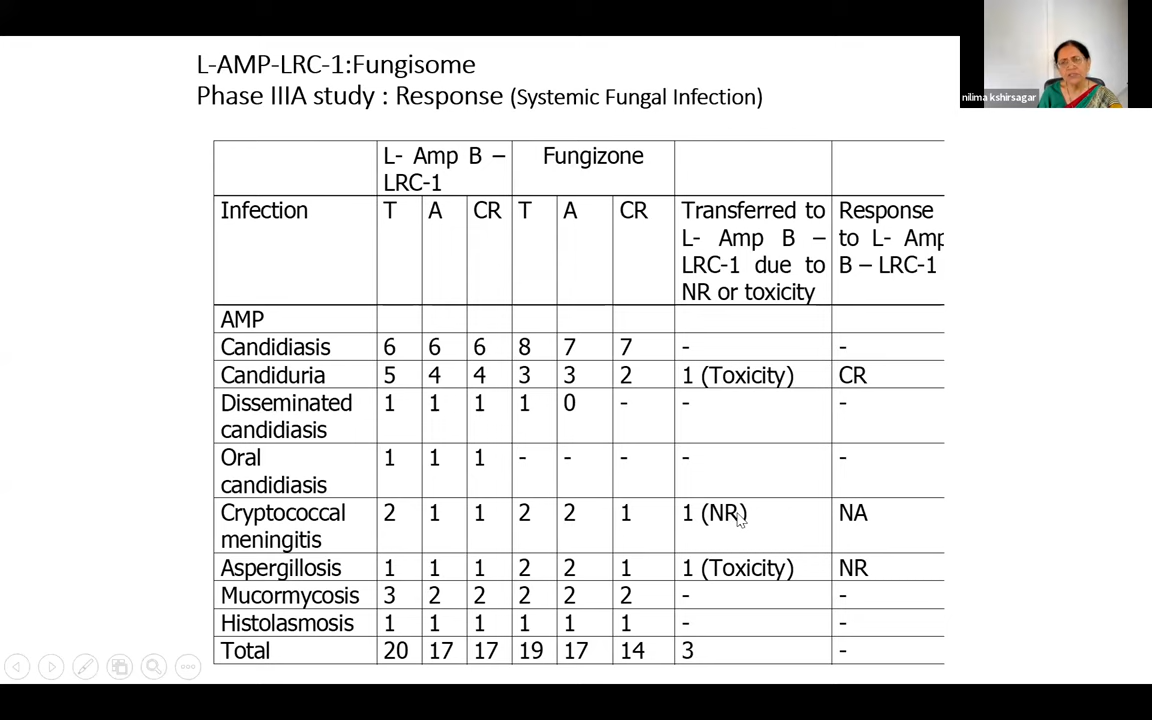 L-AMP-LRC-1:Fungisome
Phase IIIA study : Response (Systemic Fungal Infection)
nilima kshirsagar
L- Amp B – Fungizone
LRC-1
Infection T A CR T A CR Transferred to Response
L- Amp B – to L- Amp
LRC-1 due to B – LRC-1
NR or toxicity
AMP
Candidiasis 6 6 6 8 7 7 - -
Candiduria 5 4 4 3 3 2 1 (Toxicity) CR
Disseminated 1 1 1 1 0 - - -
candidiasis
Oral 1 1 1 - - - - -
candidiasis
Cryptococcal 2 1 1 2 2 1 1 (NR) NA
meningitis
Aspergillosis 1 1 1 2 2 1 1 (Toxicity) NR
Mucormycosis 3 2 2 2 2 2 - -
Histolasmosis 1 1 1 1 1 1 - -
Total 20 17 17 19 17 14 3 -